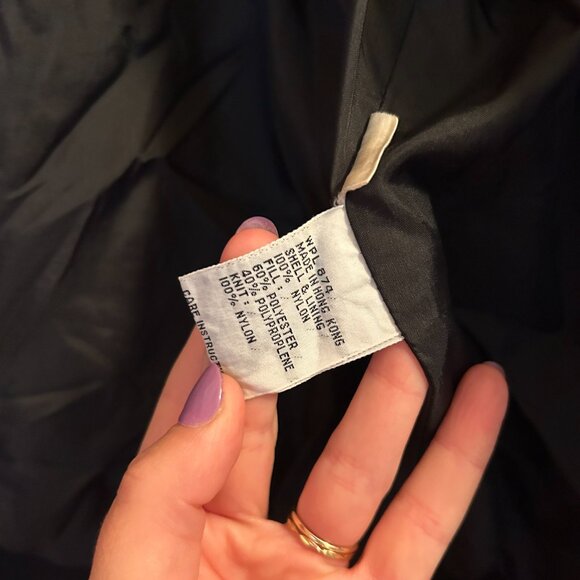 WPL 874
MADE IN HONG KONG
SHELL & LINING
100% NYLON
FILL :
60% POLYESTER
40% POLYPROPLENE
KNIT :
100% NYLON
CARE INSTRUCT